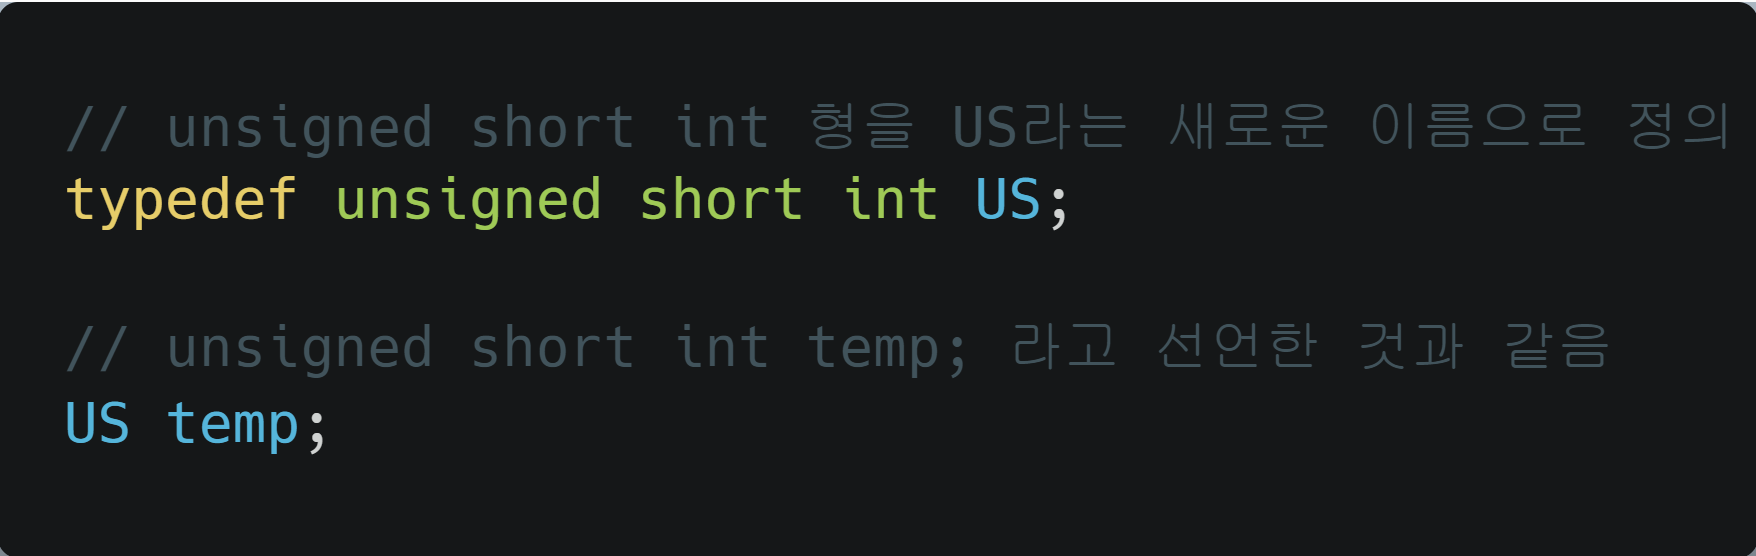 // unsigned short int 형을 US라는 새로운 이름으로 정의
typedef unsigned short int US;
// unsigned short int temp; 라고 선언한 것과 같음
US temp;